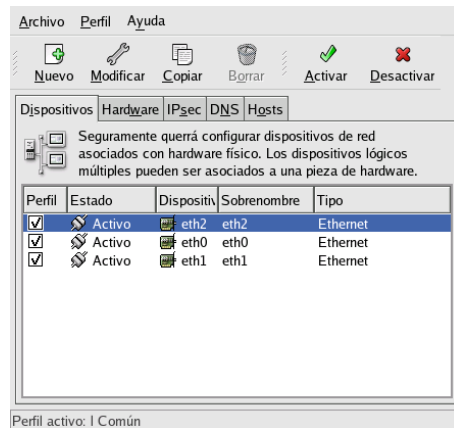 Archivo Perfil Ayuda
Nuevo Modificar Copiar Borrar Activar Desactivar
Dispositivos Hardware IPsec DNS Hosts
Seguramente querrá configurar dispositivos de red
asociados con hardware físico. Los dispositivos lógicos
múltiples pueden ser asociados a una pieza de hardware.
Perfil Estado Dispositiv Sobrenombre Tipo
Activo eth2 eth2 Ethernet
Activo eth0 eth0 Ethernet
Activo eth1 eth1 Ethernet
Perfil activo: l Común